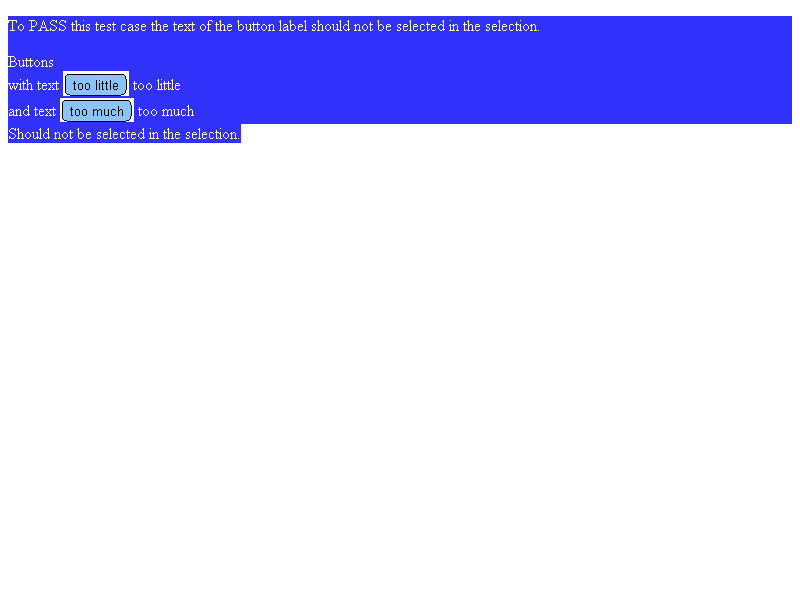 To PASS this test case the text of the button label should not be selected in the selection.
Buttons
with text too little too little
and text too much too much
Should not be selected in the selection.